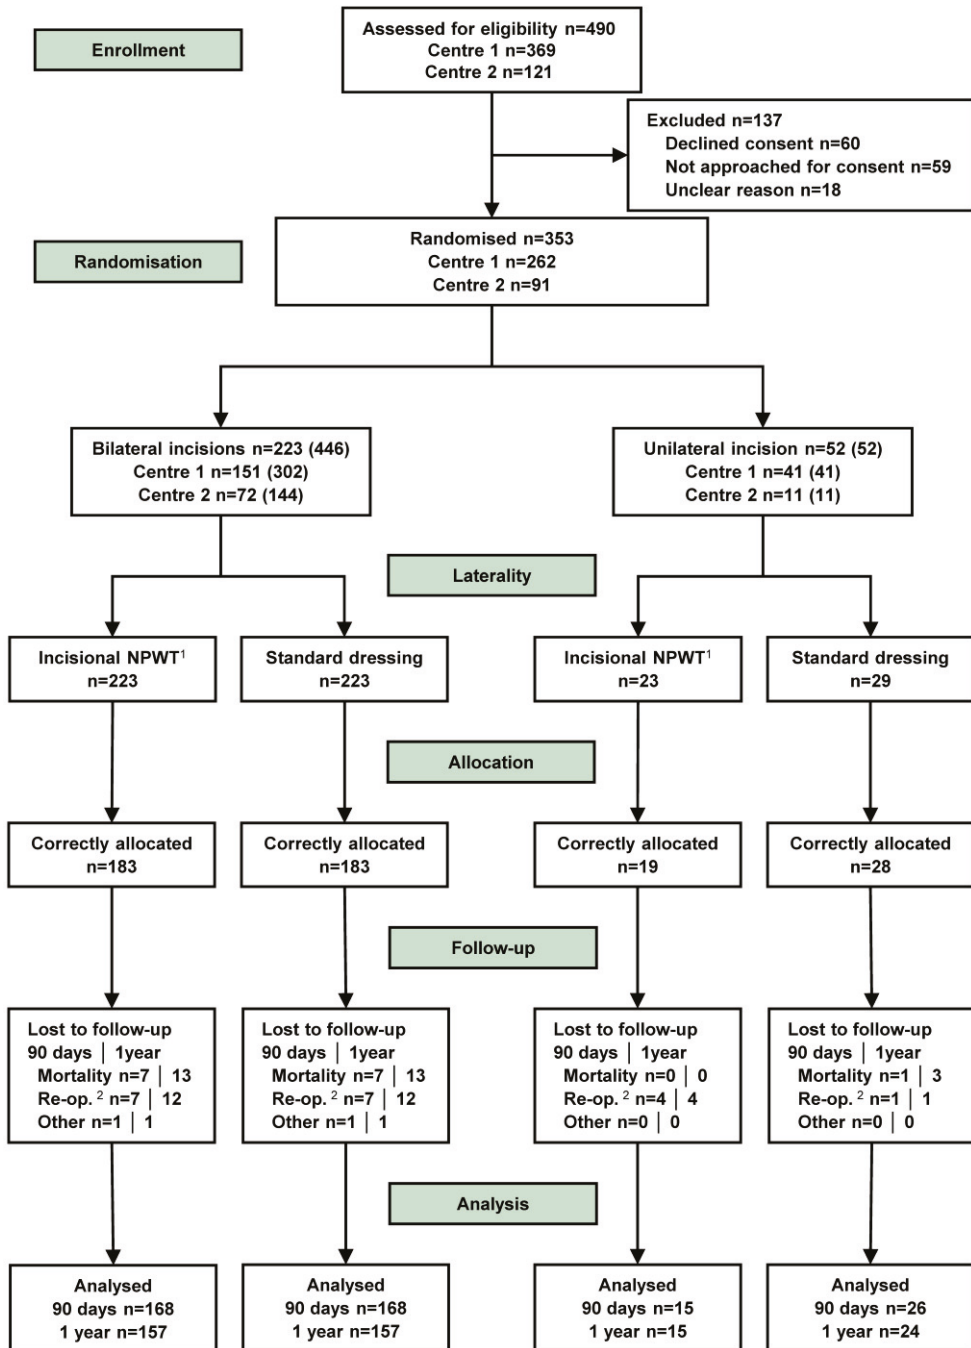 Enrollment
Assessed for eligibility n=490
Centre 1 n=369
Centre 2 n=121
Excluded n=137
Declined consent n=60
Not approached for consent n=59
Unclear reason n=18
Randomisation
Randomised n=353
Centre 1 n=262
Centre 2 n=91
Bilateral incisions n=223 (446)
Centre 1 n=151 (302)
Centre 2 n=72 (144)
Unilateral incision n=52 (52)
Centre 1 n=41 (41)
Centre 2 n=11 (11)
Laterality
Incisional NPWT¹
n=223
Standard dressing
n=223
Incisional NPWT¹
n=23
Standard dressing
n=29
Allocation
Correctly allocated
n=183
Correctly allocated
n=183
Correctly allocated
n=19
Correctly allocated
n=28
Follow-up
Lost to follow-up
90 days | 1year
Mortality n=7 | 13
Re-op. ² n=7 | 12
Other n=1 | 1
Lost to follow-up
90 days | 1year
Mortality n=7 | 13
Re-op. ² n=7 | 12
Other n=1 | 1
Lost to follow-up
90 days | 1year
Mortality n=0 | 0
Re-op. ² n=4 | 4
Other n=0 | 0
Lost to follow-up
90 days | 1year
Mortality n=1 | 3
Re-op. ² n=1 | 1
Other n=0 | 0
Analysis
Analysed
90 days n=168
1 year n=157
Analysed
90 days n=168
1 year n=157
Analysed
90 days n=15
1 year n=15
Analysed
90 days n=26
1 year n=24